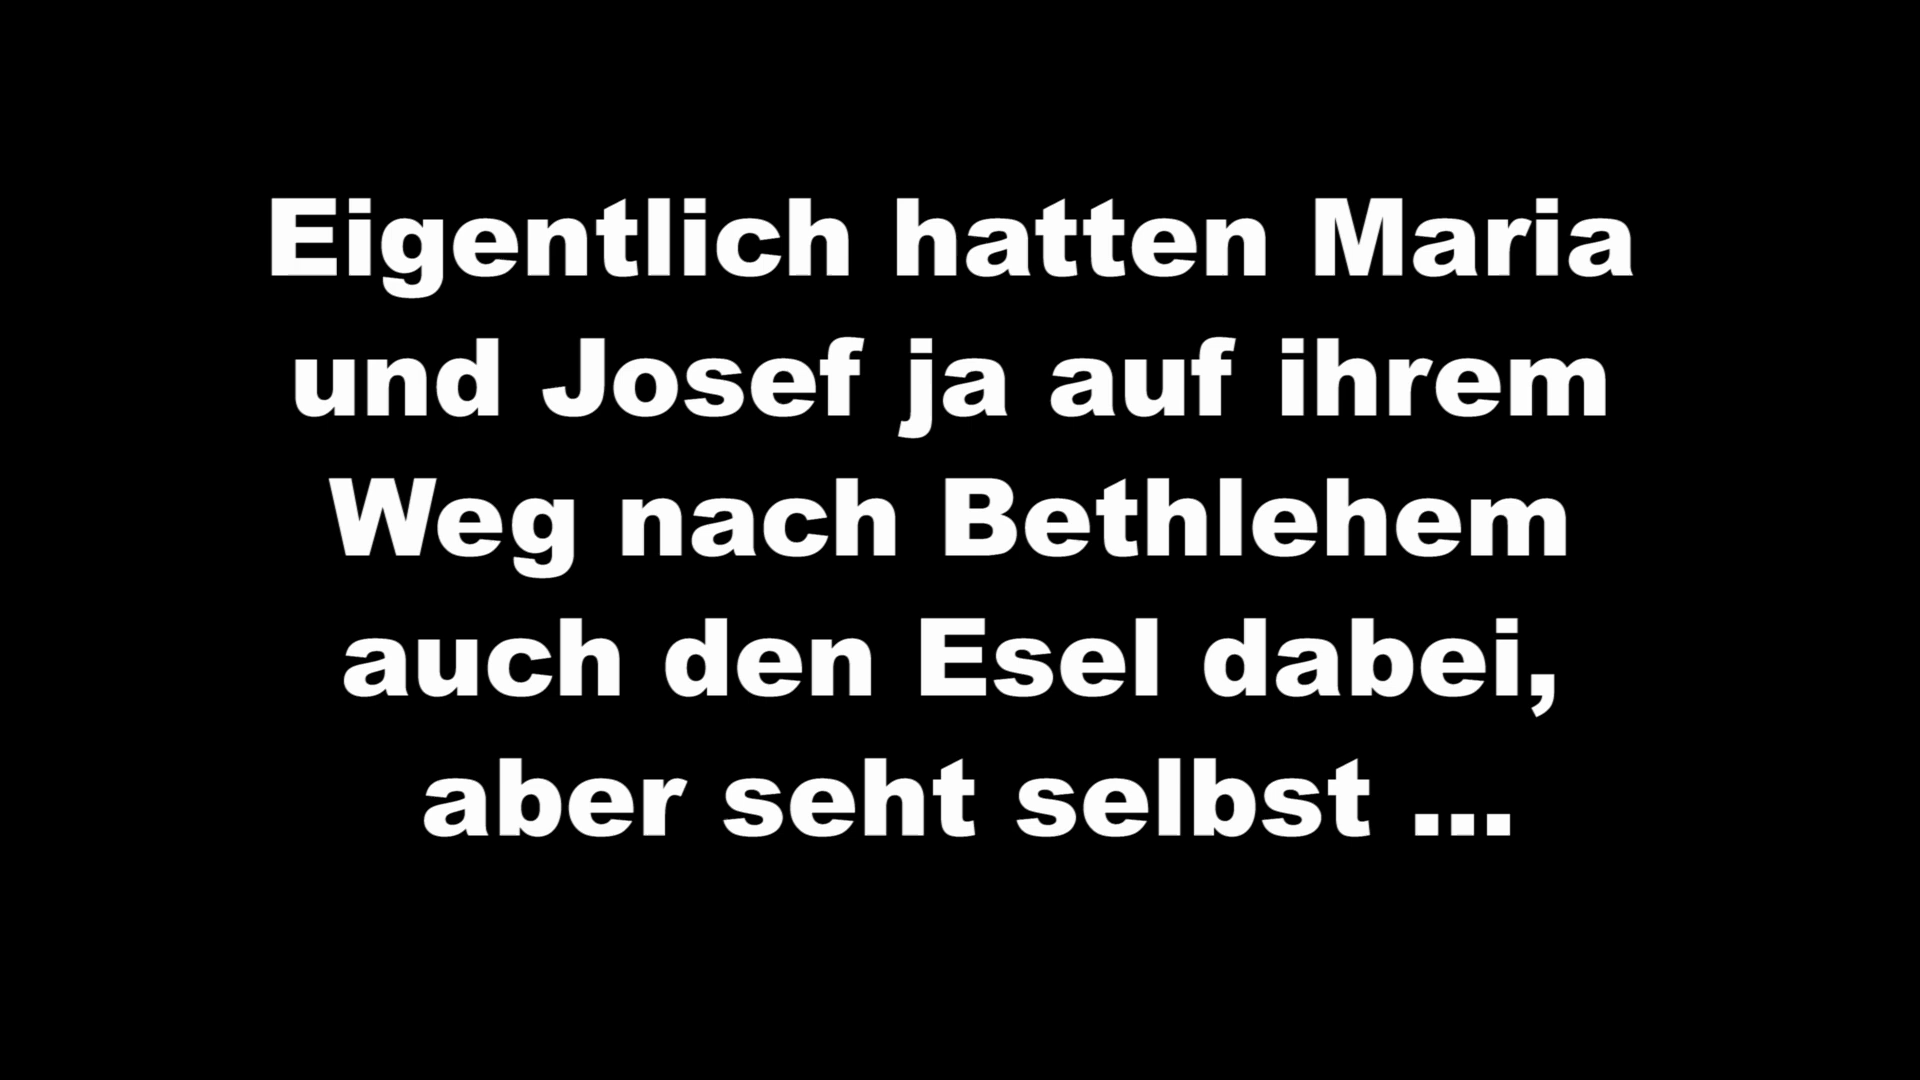 Eigentlich hatten Maria
und Josef ja auf ihrem
Weg nach Bethlehem
auch den Esel dabei,
aber seht selbst ...